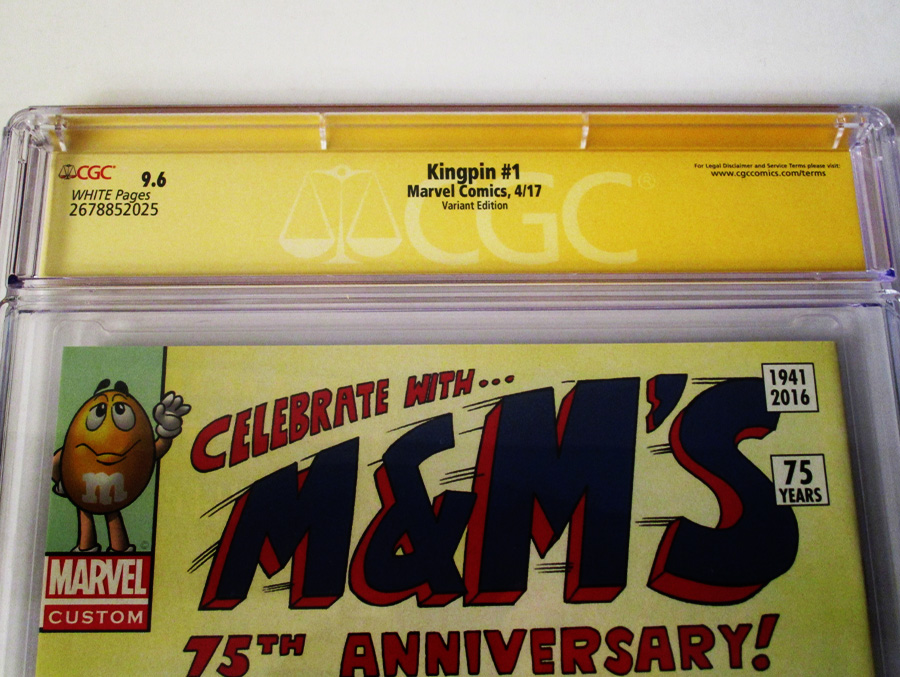 CGC 9.6
WHITE Pages
2678852025
Kingpin #1
Marvel Comics, 4/17
Variant Edition
For Legal Disclaimer and Service Terms please visit:
www.cgccomics.com/terms
CGC®
m
MARVEL
CUSTOM
CELEBRATE WITH...
M&M'S
75TH ANNIVERSARY!
1941
2016
75
YEARS